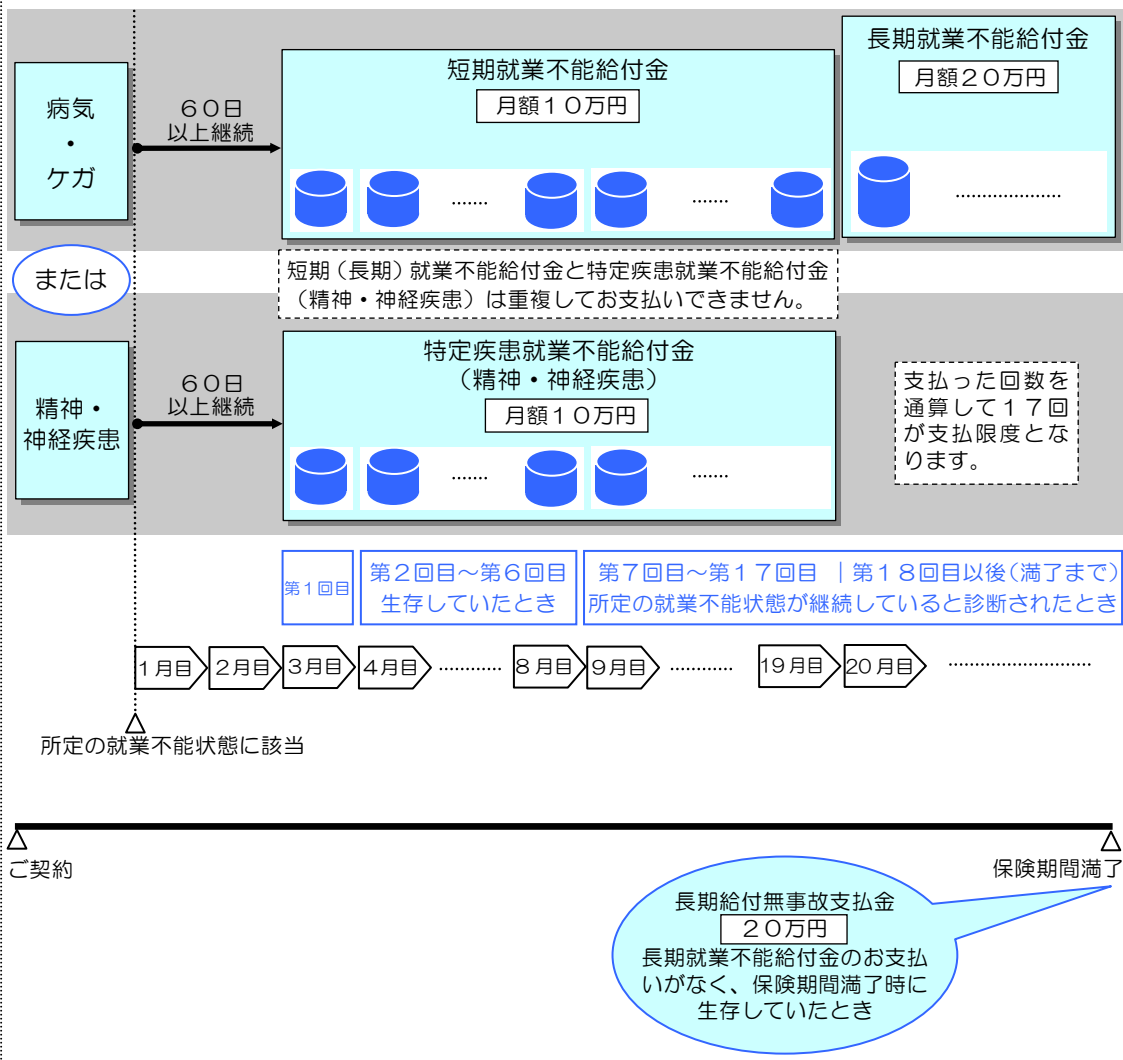 病気
・
ケガ
６０日
以上継続
短期就業不能給付金
月額１０万円
.......
.......
長期就業不能給付金
月額２０万円
.....................
または
短期（長期）就業不能給付金と特定疾患就業不能給付金
（精神・神経疾患）は重複してお支払いできません。
精神・
神経疾患
６０日
以上継続
特定疾患就業不能給付金
（精神・神経疾患）
月額１０万円
.......
.......
支払った回数を
通算して１７回
が支払限度とな
ります。
第１回目
第２回目～第６回目
生存していたとき
第７回目～第１７回目 ｜第１８回目以後（満了まで）
所定の就業不能状態が継続していると診断されたとき
1月目 2月目 3月目 4月目 ............ 8月目 9月目 ............ 19月目 20月目 ...........................
所定の就業不能状態に該当
ご契約
保険期間満了
長期給付無事故支払金
２０万円
長期就業不能給付金のお支払
いがなく、保険期間満了時に
生存していたとき